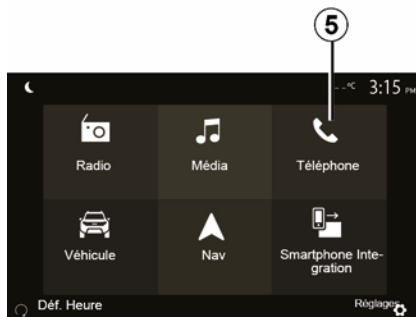 5
--°C 3:15 PM
Radio
Média
Téléphone
Véhicule
Nav
Smartphone Inte-
gration
Déf. Heure
Réglages